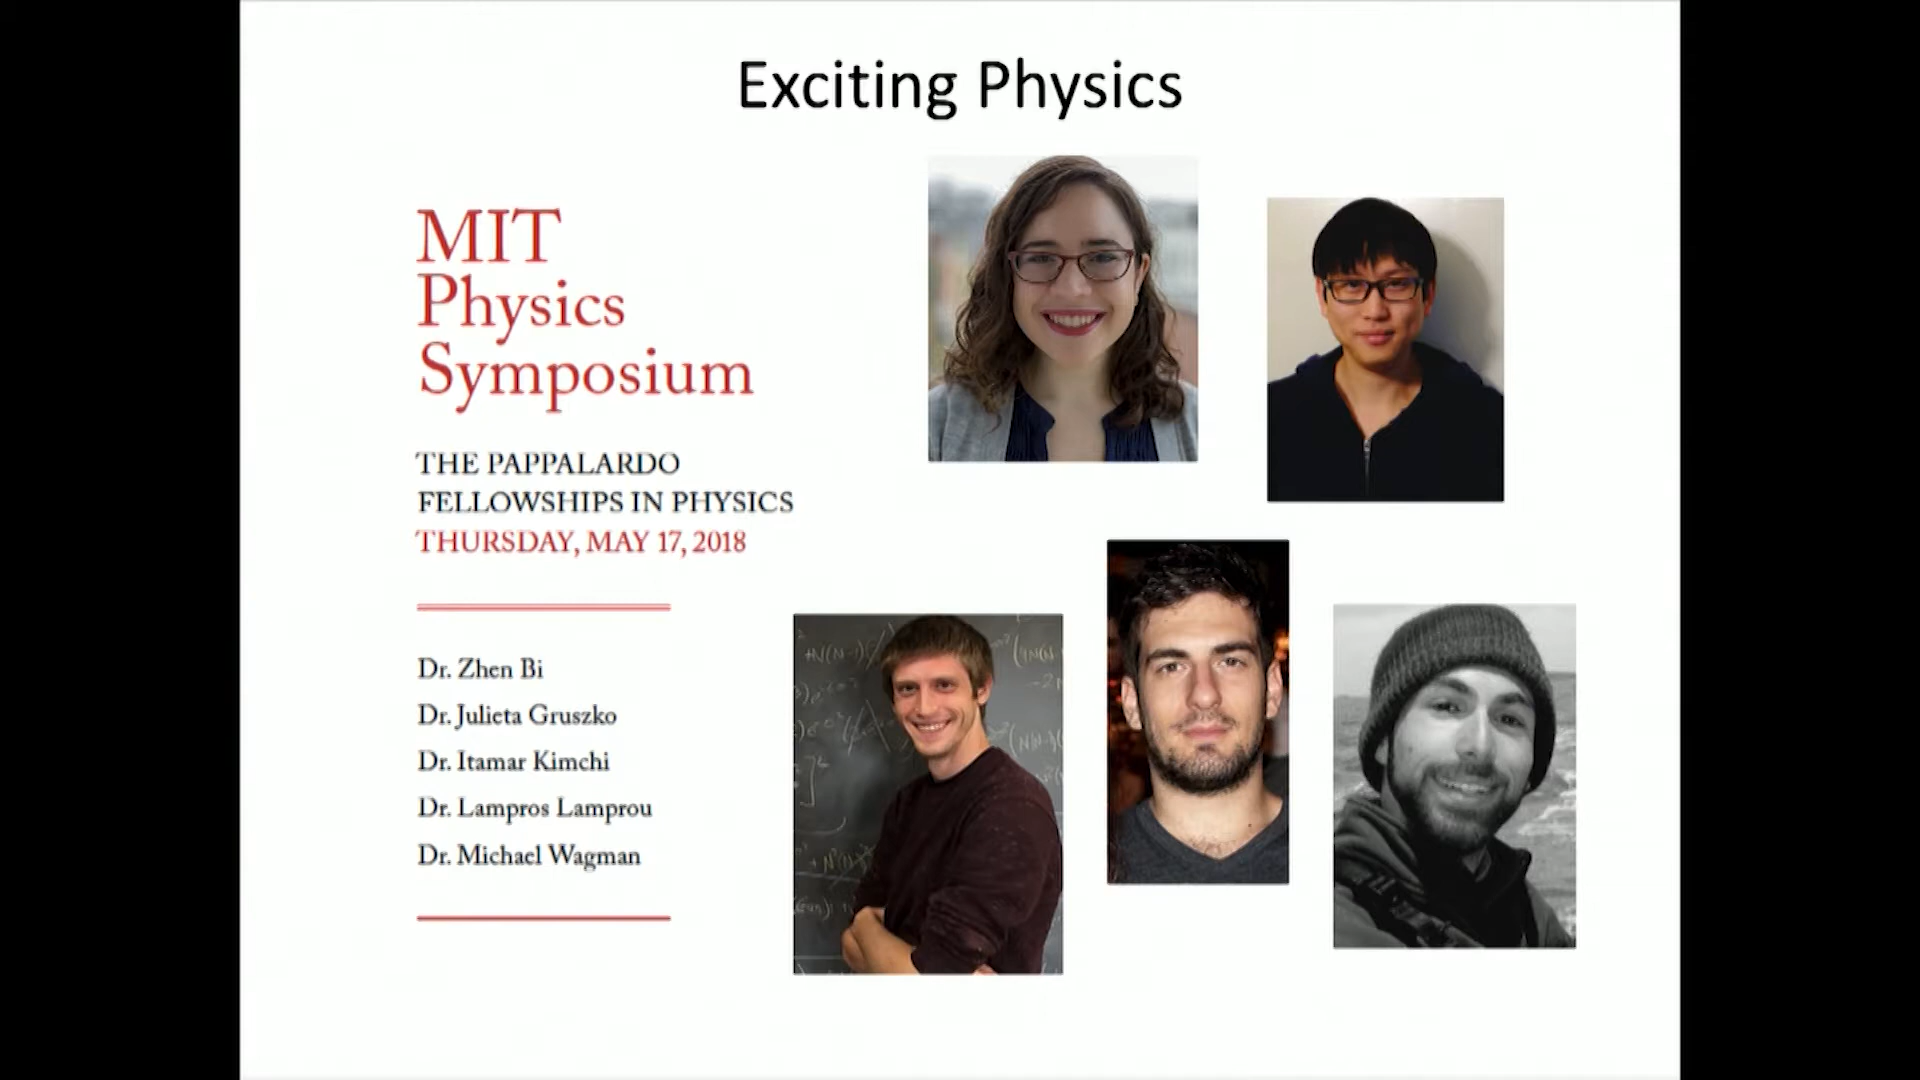 Exciting Physics
MIT
Physics
Symposium
THE PAPPALARDO
FELLOWSHIPS IN PHYSICS
THURSDAY, MAY 17, 2018
Dr. Zhen Bi
Dr. Julieta Gruszko
Dr. Itamar Kimchi
Dr. Lampros Lamprou
Dr. Michael Wagman